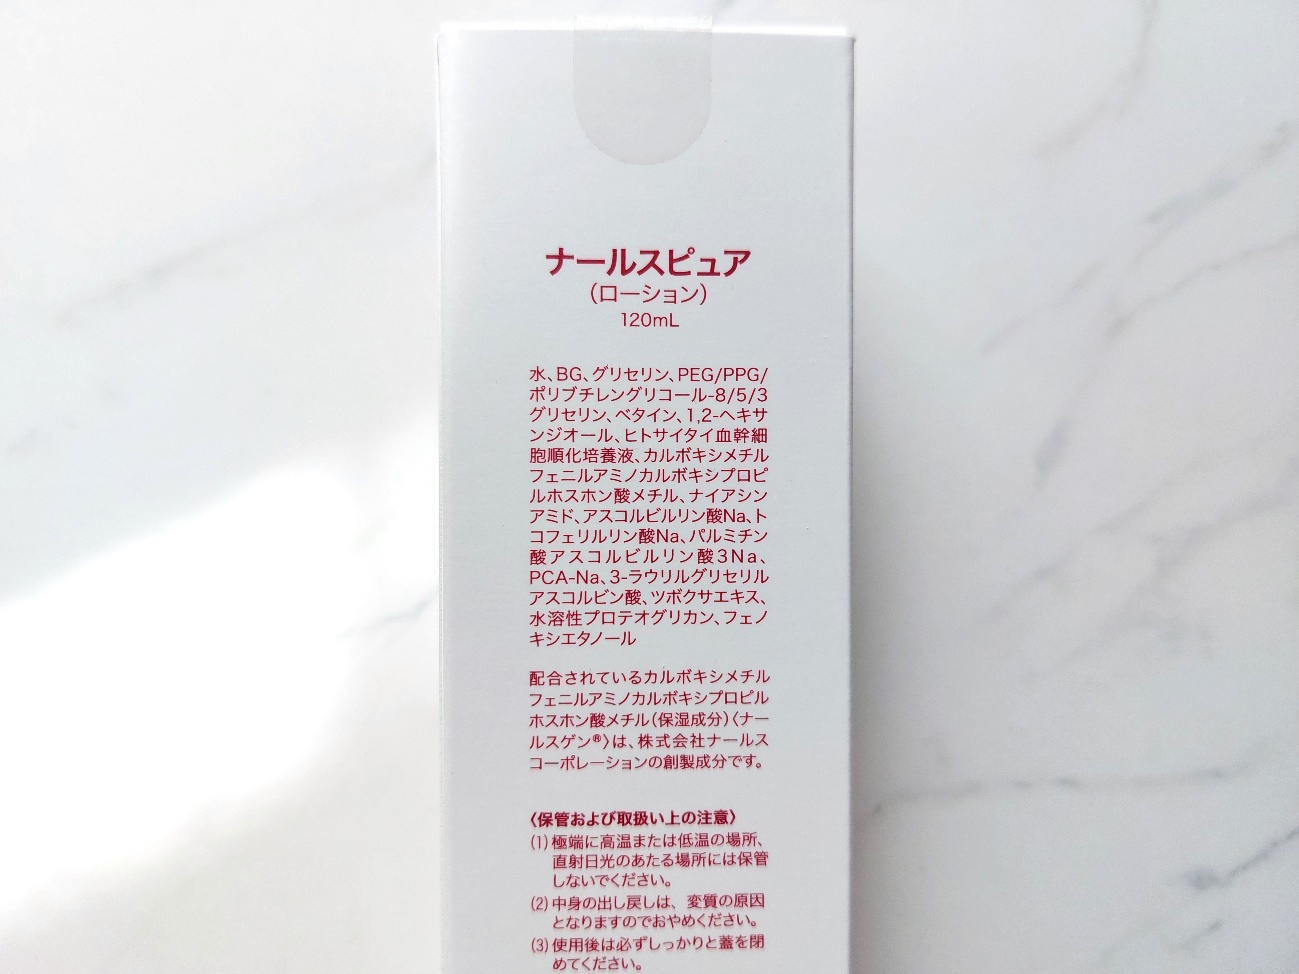 ナールスピュア
（ローション）
120mL
水、BG、グリセリン、PEG/PPG/
ポリブチレングリコール-8/5/3
グリセリン、ベタイン、1,2-ヘキサ
ンジオール、ヒトサイタイ血幹細
胞順化培養液、カルボキシメチル
フェニルアミノカルボキシプロピ
ルホスホン酸メチル、ナイアシン
アミド、アスコルビルリン酸Na、ト
コフェリルリン酸Na、パルミチン
酸アスコルビルリン酸3Na、
PCA-Na、3-ラウリルグリセリル
アスコルビン酸、ツボクサエキス、
水溶性プロテオグリカン、フェノ
キシエタノール
配合されているカルボキシメチル
フェニルアミノカルボキシプロピル
ホスホン酸メチル（保湿成分）〈ナー
ルスゲン®〉は、株式会社ナールス
コーポレーションの創製成分です。
〈保管および取扱い上の注意〉
(1) 極端に高温または低温の場所、
直射日光のあたる場所には保管
しないでください。
(2) 中身の出し戻しは、変質の原因
となりますのでおやめください。
(3) 使用後は必ずしっかりと蓋を閉
めてください。